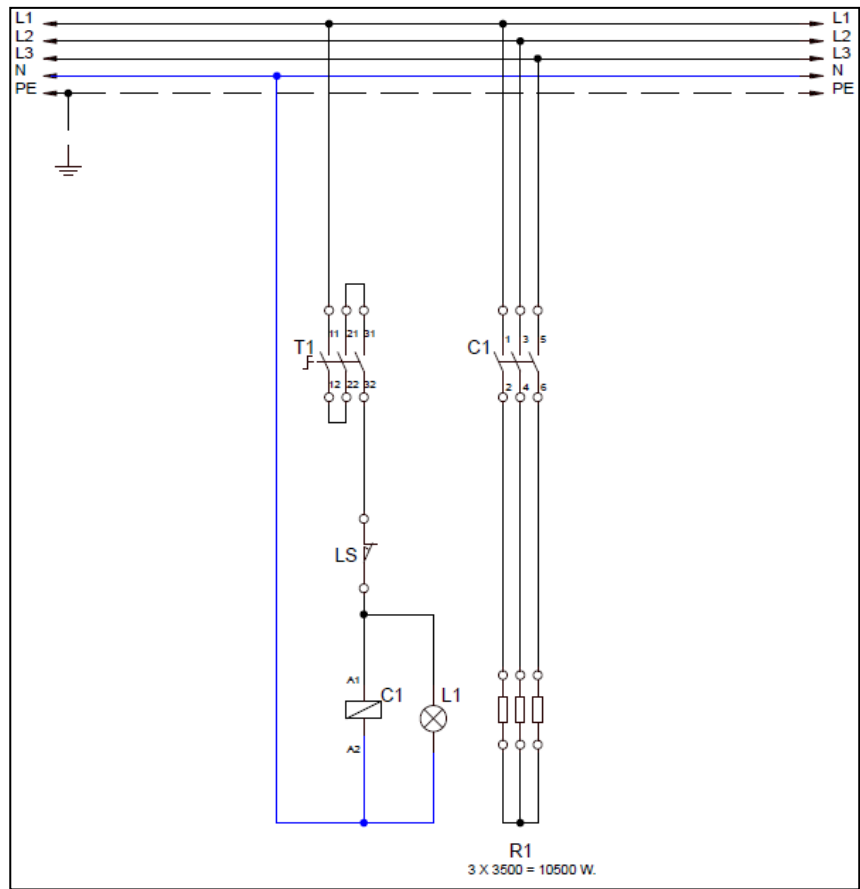 L1 L1
L2 L2
L3 L3
N N
PE PE
11 21 31
T1
12 22 32
C1
1 3 5
2 4 6
LS
A1
C1 L1
A2
R1
3 X 3500 = 10500 W.